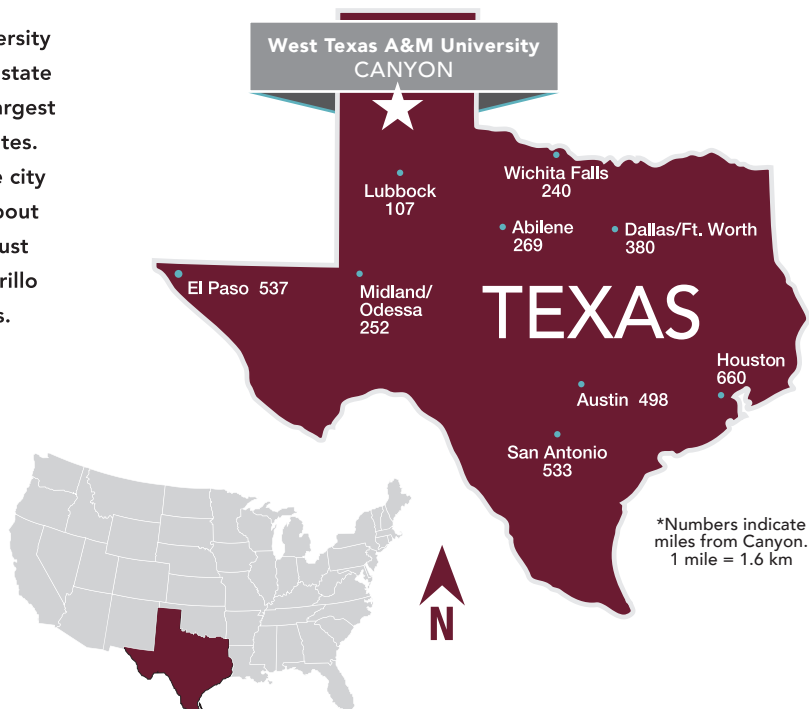 ersity
state
argest
tes.
e city
bout
ust
rillo
s.
West Texas A&M University
CANYON
Lubbock
107
Wichita Falls
240
Abilene
269
Dallas/Ft. Worth
380
El Paso 537
Midland/
Odessa
252
TEXAS
Houston
660
Austin 498
San Antonio
533
*Numbers indicate
miles from Canyon.
1 mile = 1.6 km
N